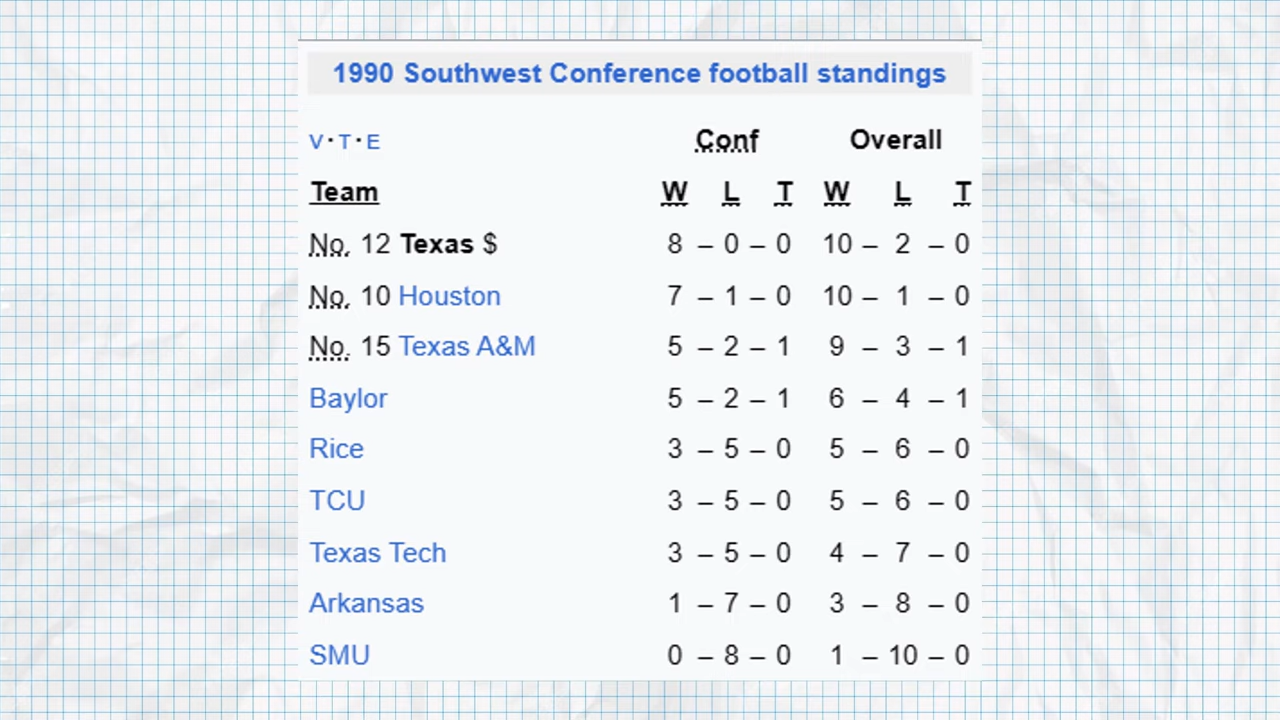 1990 Southwest Conference football standings
V · T · E Conf Overall
Team W L T W L T
No. 12 Texas $ 8 – 0 – 0 10 – 2 – 0
No. 10 Houston 7 – 1 – 0 10 – 1 – 0
No. 15 Texas A&M 5 – 2 – 1 9 – 3 – 1
Baylor 5 – 2 – 1 6 – 4 – 1
Rice 3 – 5 – 0 5 – 6 – 0
TCU 3 – 5 – 0 5 – 6 – 0
Texas Tech 3 – 5 – 0 4 – 7 – 0
Arkansas 1 – 7 – 0 3 – 8 – 0
SMU 0 – 8 – 0 1 – 10 – 0